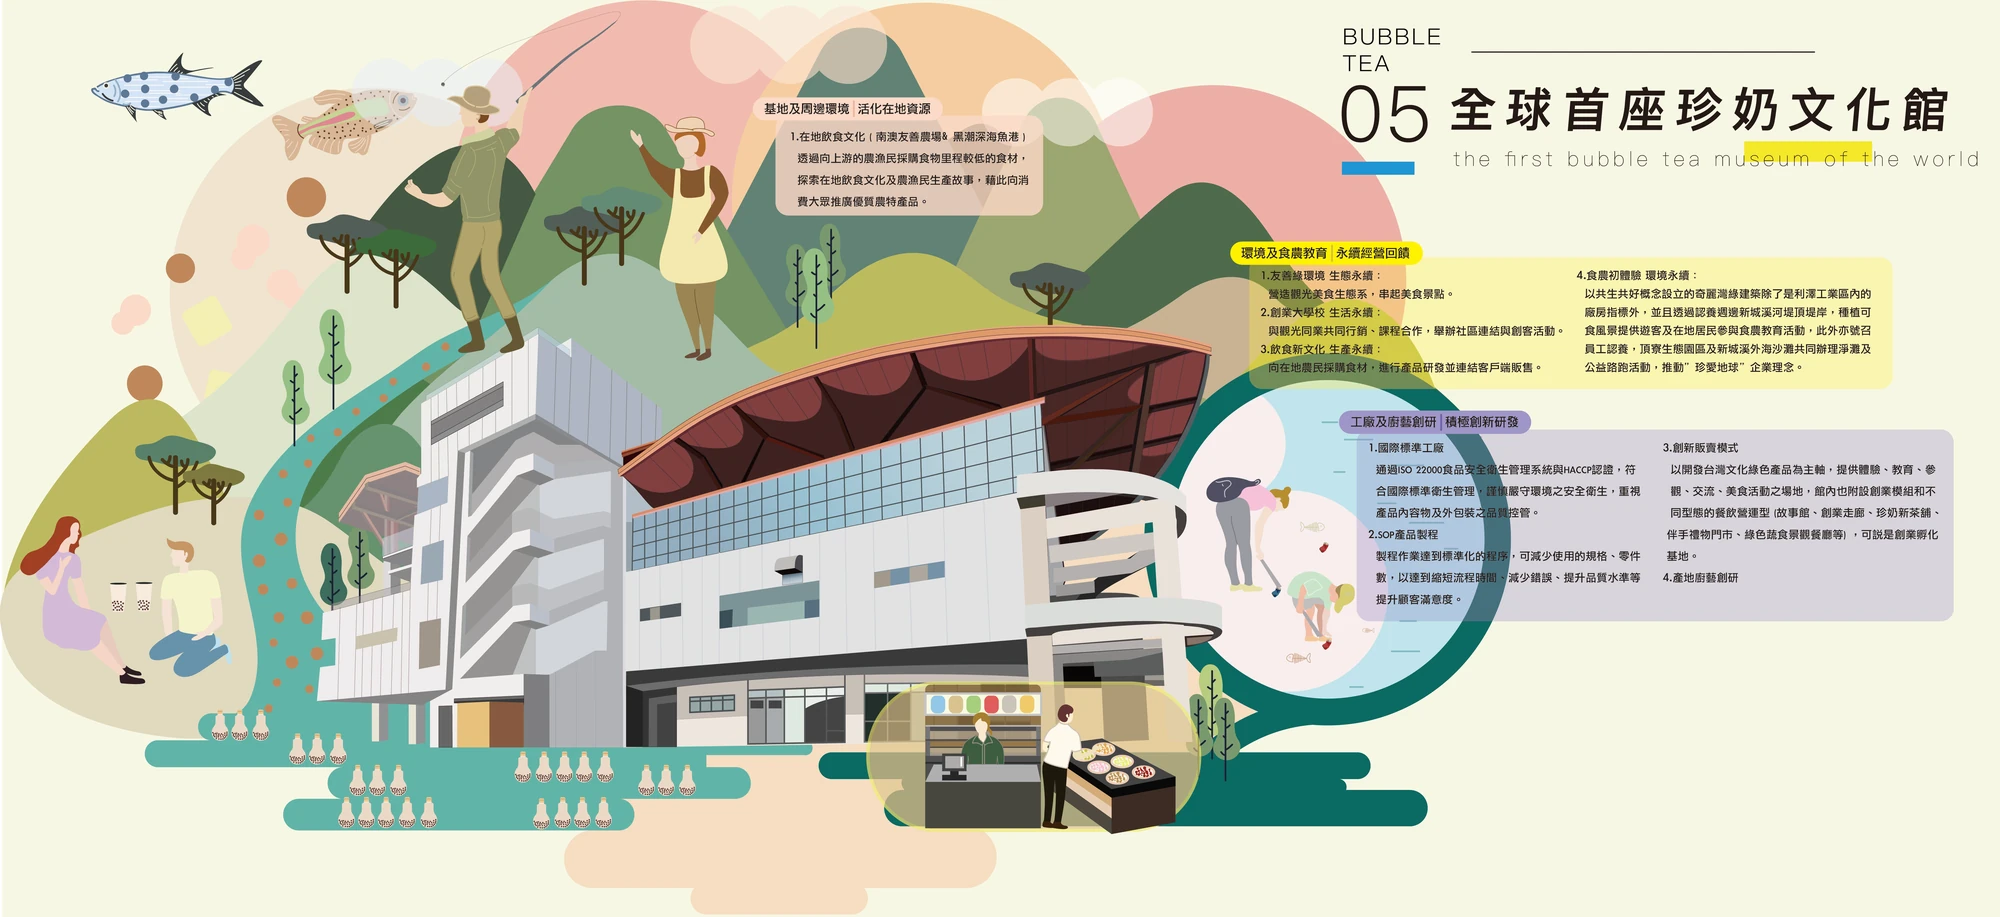 BUBBLE
TEA
05 全球首座珍奶文化館
the first bubble tea museum of the world
基地及周邊環境｜活化在地資源
1.在地飲食文化（南澳友善農場& 黑潮深海魚港）
透過向上游的農漁民採購食物里程較低的食材，
探索在地飲食文化及農漁民生產故事，藉此向消
費大眾推廣優質農特產品。
環境及食農教育｜永續經營回饋
1.友善綠環境 生態永續：
營造觀光美食生態系，串起美食景點。
2.創業大學校 生活永續：
與觀光同業共同行銷、課程合作，舉辦社區連結與創客活動。
3.飲食新文化 生產永續：
向在地農民採購食材，進行產品研發並連結客戶端販售。
4.食農初體驗 環境永續：
以共生共好概念設立的奇麗灣綠建築除了是利澤工業區內的
廠房指標外，並且透過認養週邊新城溪河堤頂堤岸，種植可
食風景提供遊客及在地居民參與食農教育活動，此外亦號召
員工認養，頂寮生態園區及新城溪外海沙灘共同辦理淨灘及
公益路跑活動，推動”珍愛地球”企業理念。
工廠及廚藝創研｜積極創新研發
1.國際標準工廠
通過ISO 22000食品安全衛生管理系統與HACCP認證，符
合國際標準衛生管理，謹慎嚴守環境之安全衛生，重視
產品內容物及外包裝之品質控管。
2.SOP產品製程
製程作業達到標準化的程序，可減少使用的規格、零件
數，以達到縮短流程時間、減少錯誤、提升品質水準等
提升顧客滿意度。
3.創新販賣模式
以開發台灣文化綠色產品為主軸，提供體驗、教育、參
觀、交流、美食活動之場地，館內也附設創業模組和不
同型態的餐飲營運型（故事館、創業走廊、珍奶新茶舖、
伴手禮物門市、綠色蔬食景觀餐廳等），可說是創業孵化
基地。
4.產地廚藝創研